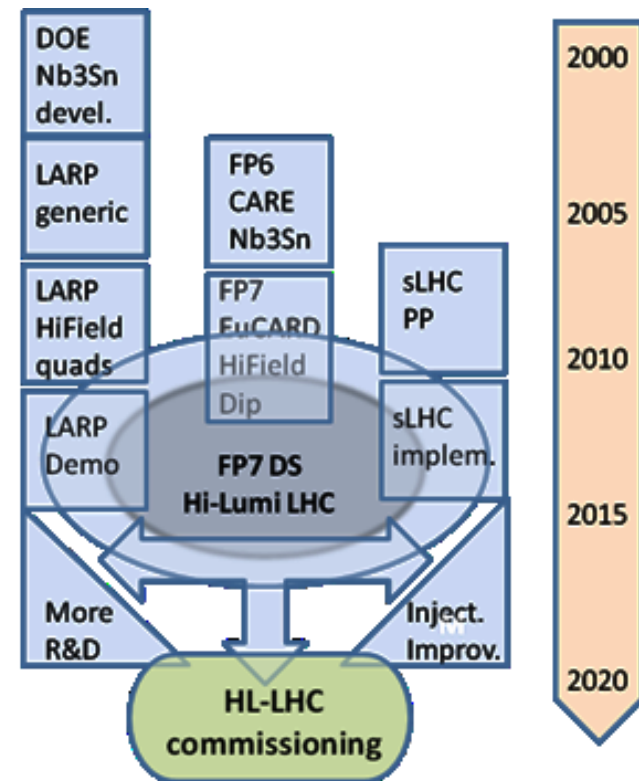 DOE
Nb3Sn
devel.
LARP
generic
LARP
HiField
quads
LARP
Demo
More
R&D
FP6
CARE
Nb3Sn
FP7
EuCARD
HiField
Dip
FP7 DS
Hi-Lumi LHC
sLHC
PP
sLHC
implem.
Inject.
M
Improv.
HL-LHC
commissioning
2000
2005
2010
2015
2020